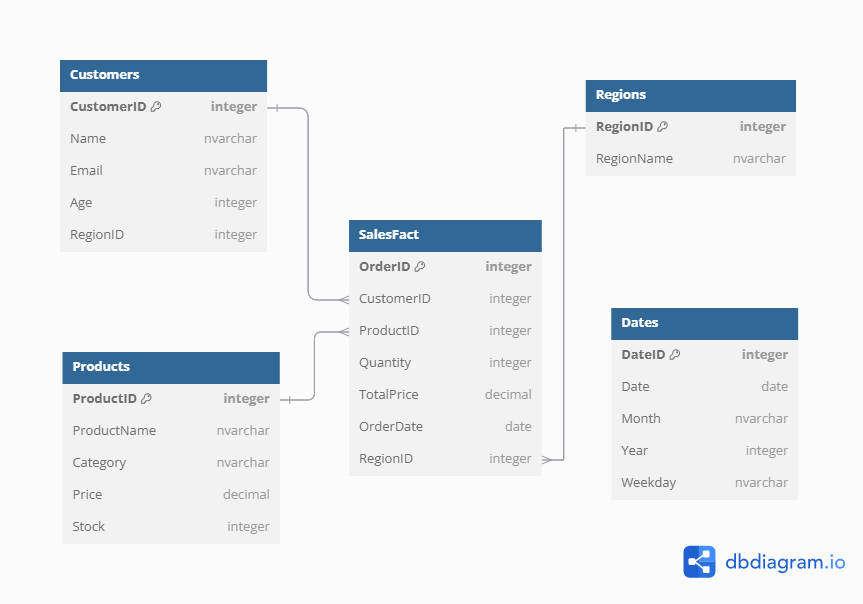 Customers
CustomerID integer
Name nvarchar
Email nvarchar
Age integer
RegionID integer
Regions
RegionID integer
RegionName nvarchar
SalesFact
OrderID integer
CustomerID integer
ProductID integer
Quantity integer
TotalPrice decimal
OrderDate date
RegionID integer
Products
ProductID integer
ProductName nvarchar
Category nvarchar
Price decimal
Stock integer
Dates
DateID integer
Date date
Month nvarchar
Year integer
Weekday nvarchar
dbdiagram.io